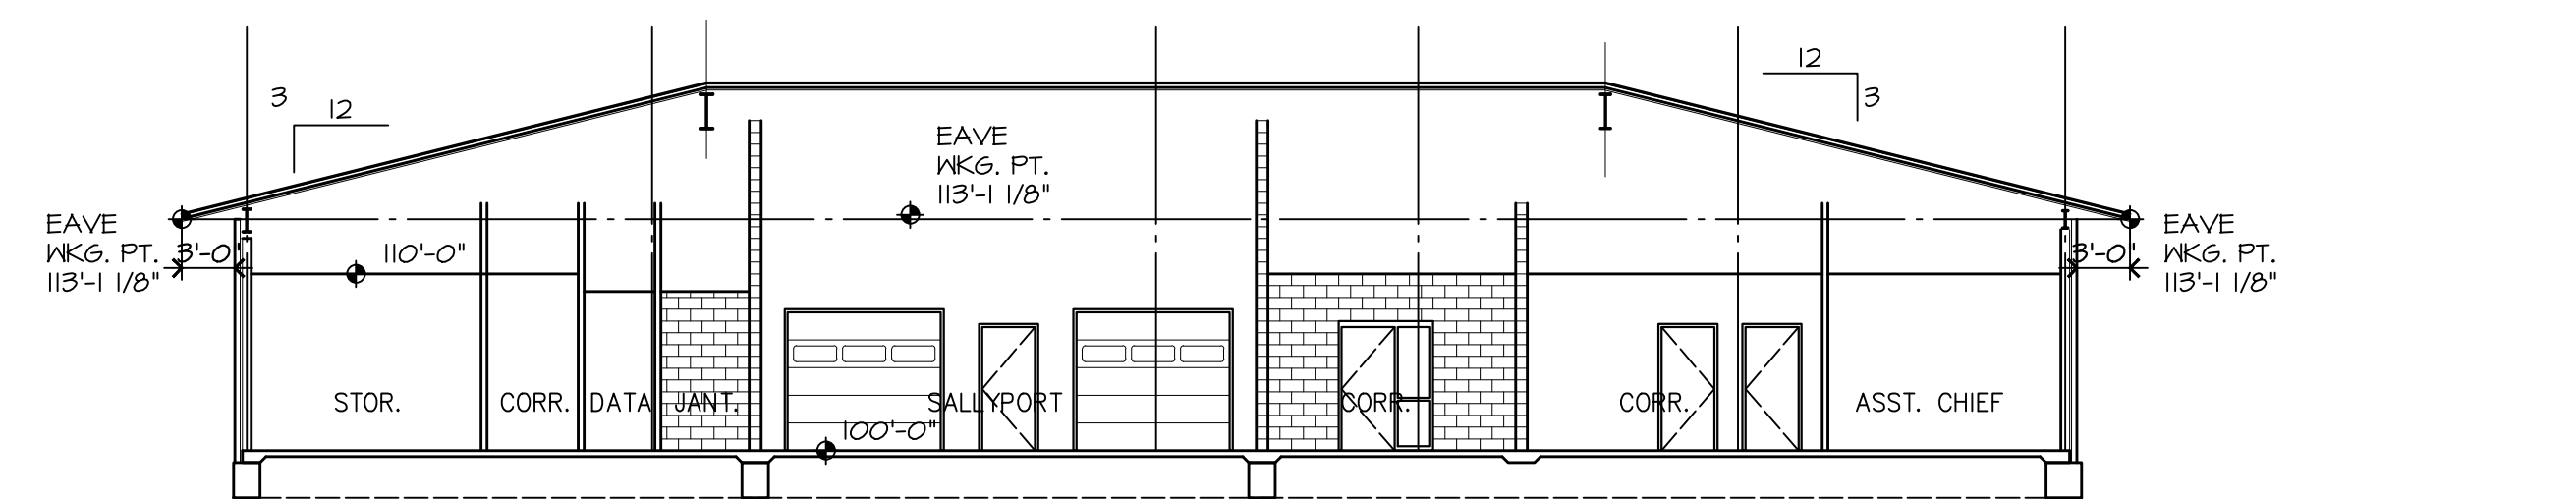 12
3
3
12
EAVE
WKG. PT.
113'-1 1/8"
EAVE
WKG. PT.
113'-1 1/8"
3'-0"
110'-0"
3'-0"
EAVE
WKG. PT.
113'-1 1/8"
STOR.
CORR.
DATA
JANT.
SALLYPORT
CORR.
CORR.
ASST. CHIEF
100'-0"